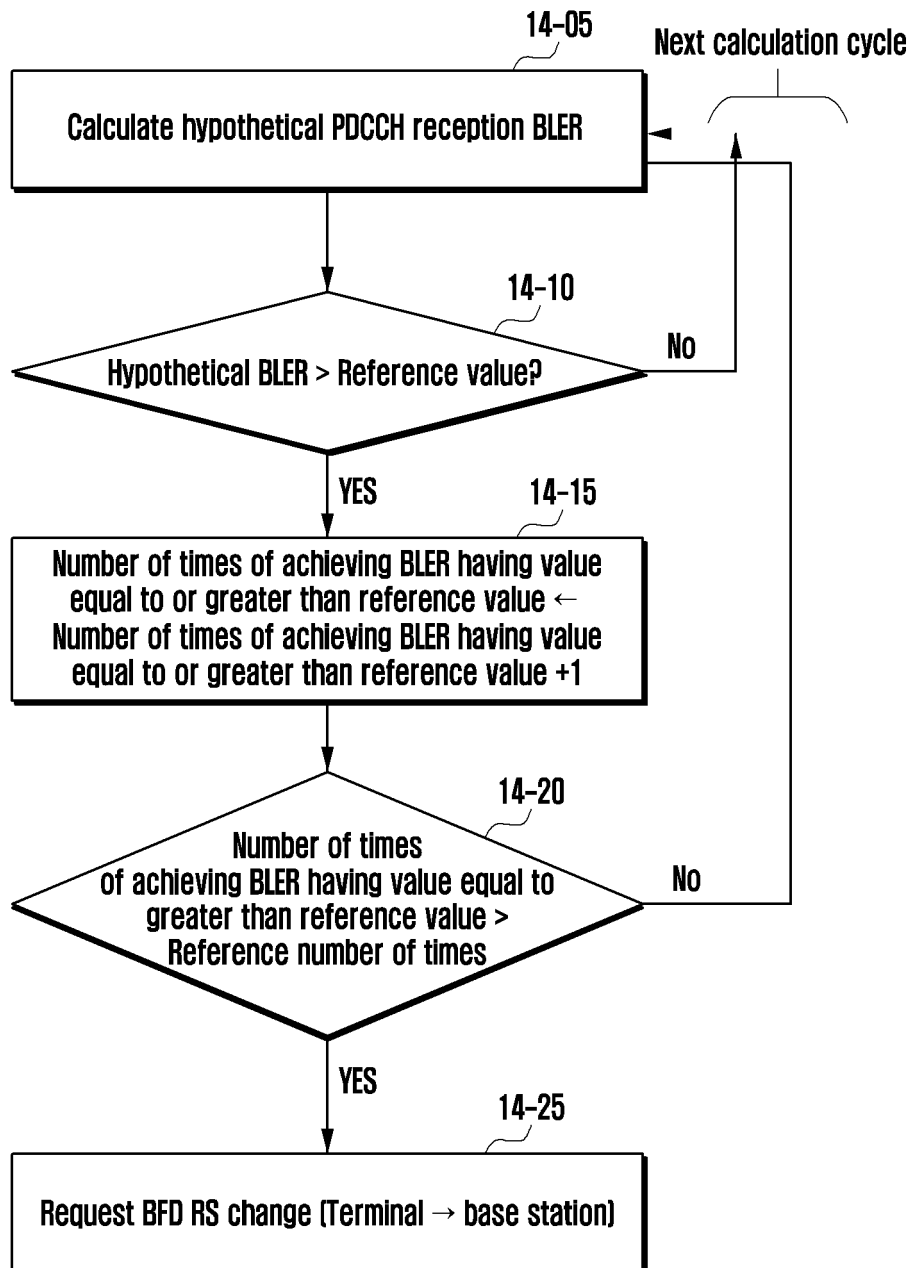 14-05
Next calculation cycle
Calculate hypothetical PDCCH reception BLER
14-10
Hypothetical BLER > Reference value?
No
YES
14-15
Number of times of achieving BLER having value
equal to or greater than reference value ←
Number of times of achieving BLER having value
equal to or greater than reference value +1
14-20
Number of times
of achieving BLER having value equal to
greater than reference value >
Reference number of times
No
YES
14-25
Request BFD RS change (Terminal → base station)